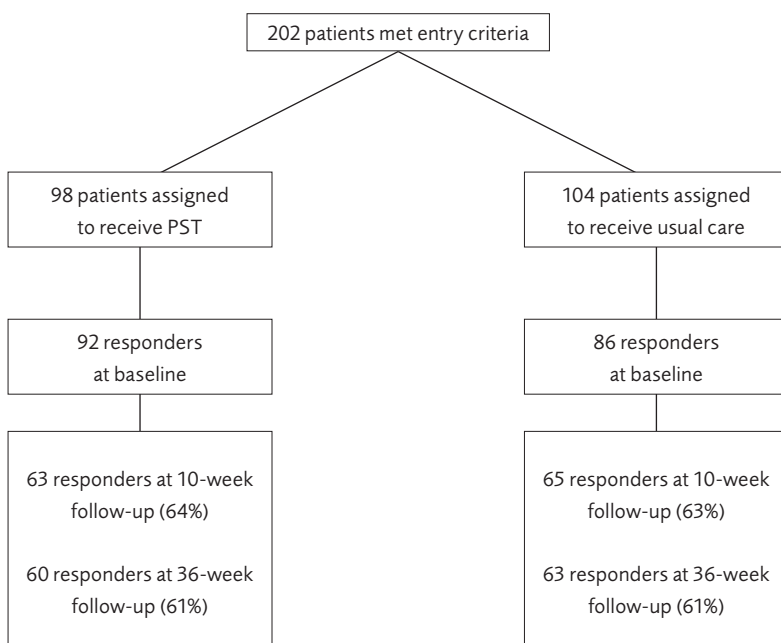 202 patients met entry criteria
98 patients assigned
to receive PST
104 patients assigned
to receive usual care
92 responders
at baseline
86 responders
at baseline
63 responders at 10-week
follow-up (64%)
60 responders at 36-week
follow-up (61%)
65 responders at 10-week
follow-up (63%)
63 responders at 36-week
follow-up (61%)